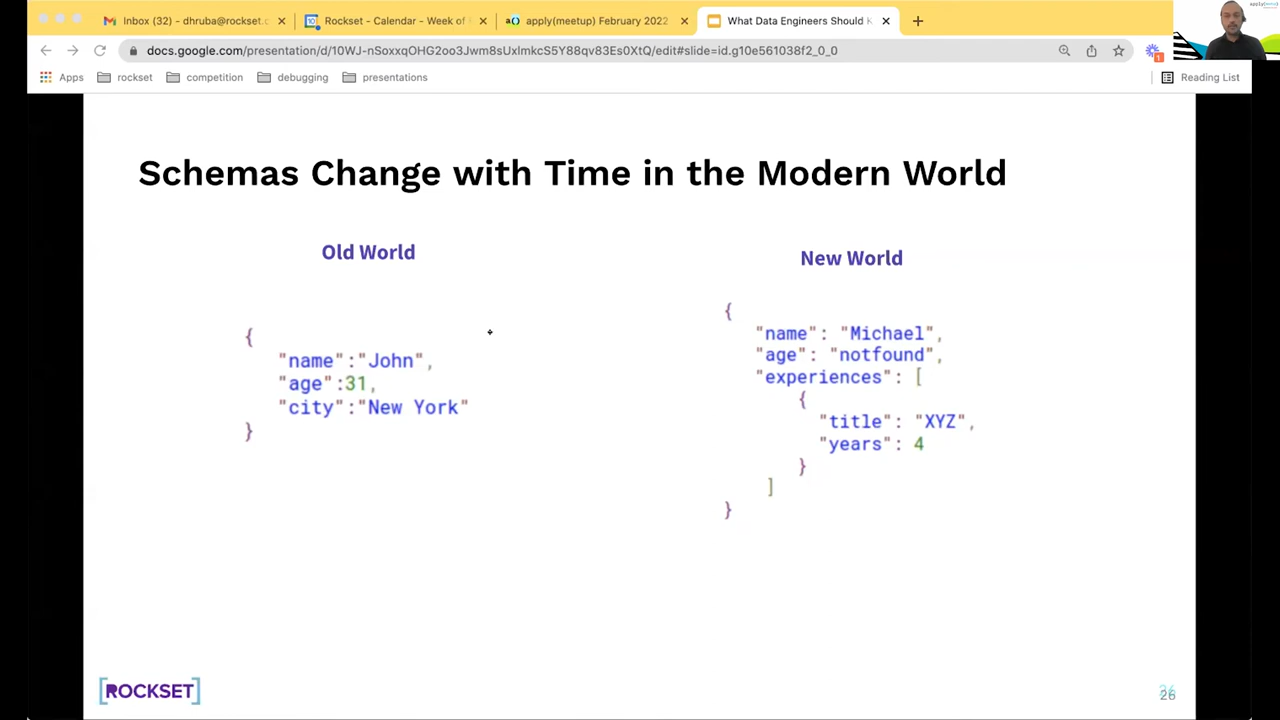 Inbox (32) - dhruba@rockset.c
Rockset - Calendar - Week of
apply(meetup) February 2022
What Data Engineers Should K
docs.google.com/presentation/d/10WJ-nSoxxqOHG2oo3Jwm8sUxlmkcS5Y88qv83Es0XtQ/edit#slide=id.g10e561038f2_0_0
Apps
rockset
competition
debugging
presentations
Reading List
Schemas Change with Time in the Modern World
Old World
{
"name":"John",
"age":31,
"city":"New York"
}
New World
{
"name": "Michael",
"age": "notfound",
"experiences": [
{
"title": "XYZ",
"years": 4
}
]
}
[ROCKSET]
26